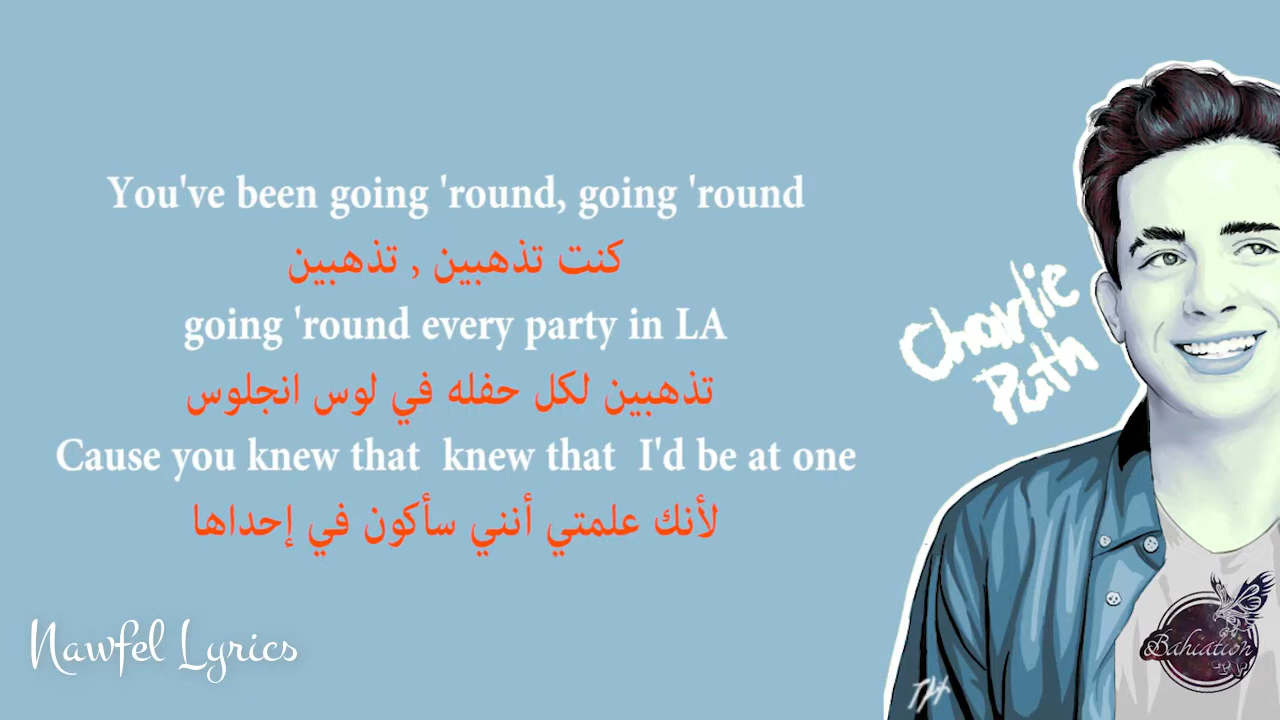 You've been going 'round, going 'round
كنت تذهبين , تذهبين
going 'round every party in LA
تذهبين لكل حفله في لوس انجلوس
Cause you knew that knew that I'd be at one
لأنك علمتي أنني سأكون في إحداها
Charlie
Puth
Nawfel Lyrics
Bahiation